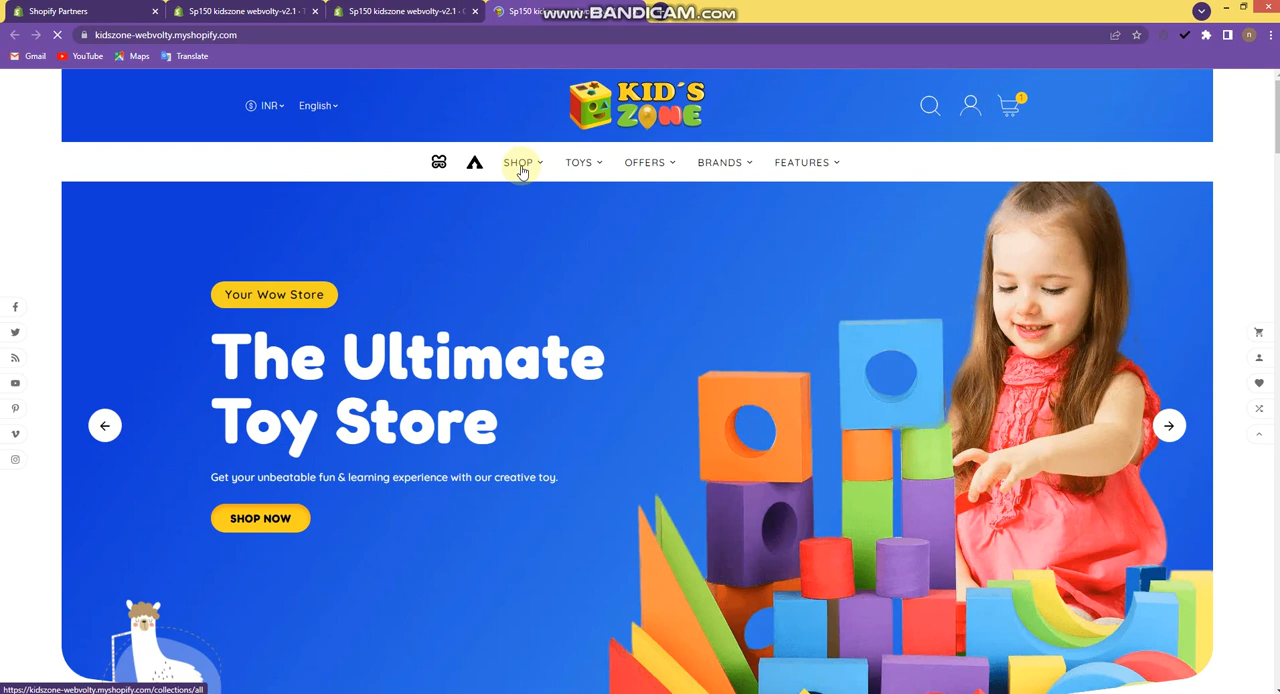 WWW.BANDICAM.COM
Shopify Partners
Sp150 kidszone webvolty-v2.1 · T
Sp150 kidszone webvolty-v2.1 · C
Sp150 ki
kidszone-webvolty.myshopify.com
n
Gmail
YouTube
Maps
Translate
INR
English
KID'S
ZONE
1
SHOP
TOYS
OFFERS
BRANDS
FEATURES
Your Wow Store
The Ultimate
Toy Store
Get your unbeatable fun & learning experience with our creative toy.
SHOP NOW
https://kidszone-webvolty.myshopify.com/collections/all